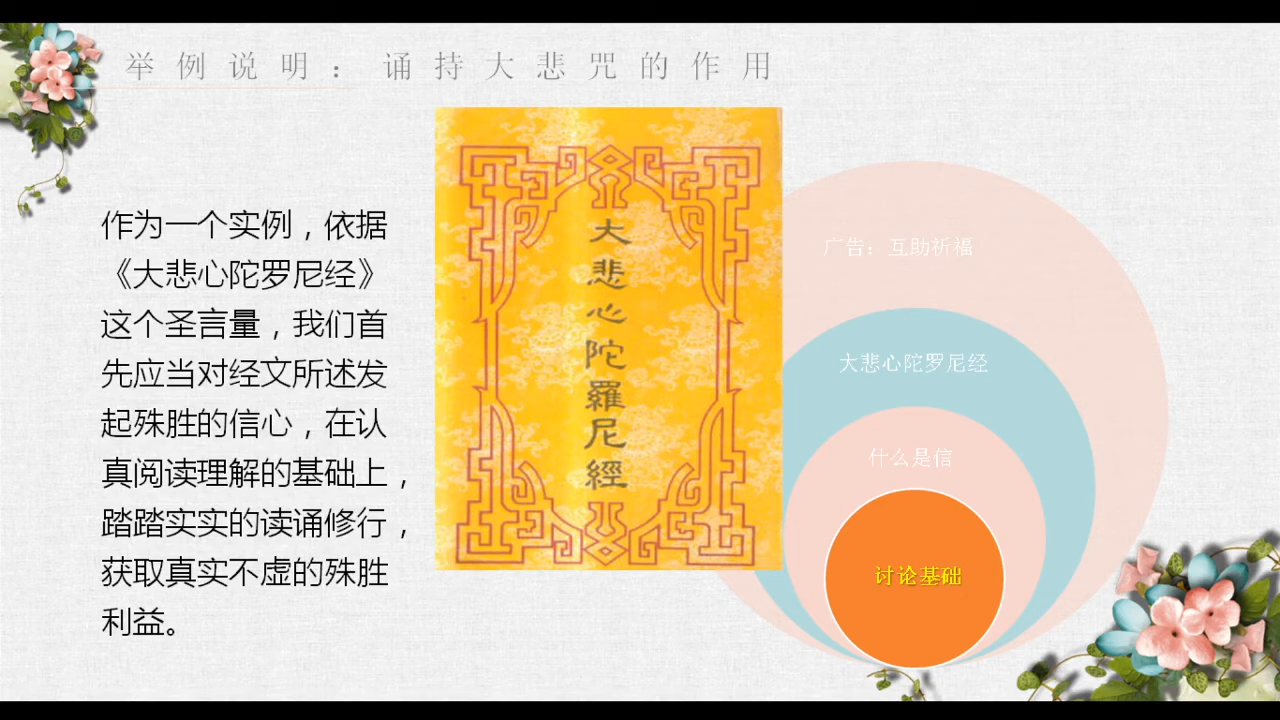 举例说明：诵持大悲咒的作用
作为一个实例，依据
《大悲心陀罗尼经》
这个圣言量，我们首
先应当对经文所述发
起殊胜的信心，在认
真阅读理解的基础上，
踏踏实实的读诵修行，
获取真实不虚的殊胜
利益。
大悲心陀羅尼經
广告：互助祈福
大悲心陀罗尼经
什么是信
讨论基础